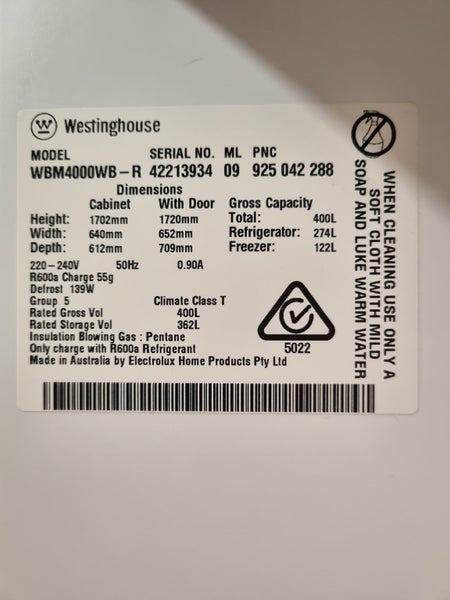 W Westinghouse
MODEL SERIAL NO. ML PNC
WBM4000WB-R 42213934 09 925 042 288
Dimensions
Cabinet With Door Gross Capacity
Height: 1702mm 1720mm Total: 400L
Width: 640mm 652mm Refrigerator: 274L
Depth: 612mm 709mm Freezer: 122L
220-240V 50Hz 0.90A
R600a Charge 55g
Defrost 139W
Group 5 Climate Class T
Rated Gross Vol 400L
Rated Storage Vol 362L
Insulation Blowing Gas : Pentane
Only charge with R600a Refrigerant
Made in Australia by Electrolux Home Products Pty Ltd
5022
WHEN CLEANING USE ONLY A
SOFT CLOTH WITH MILD
SOAP AND LUKE WARM WATER